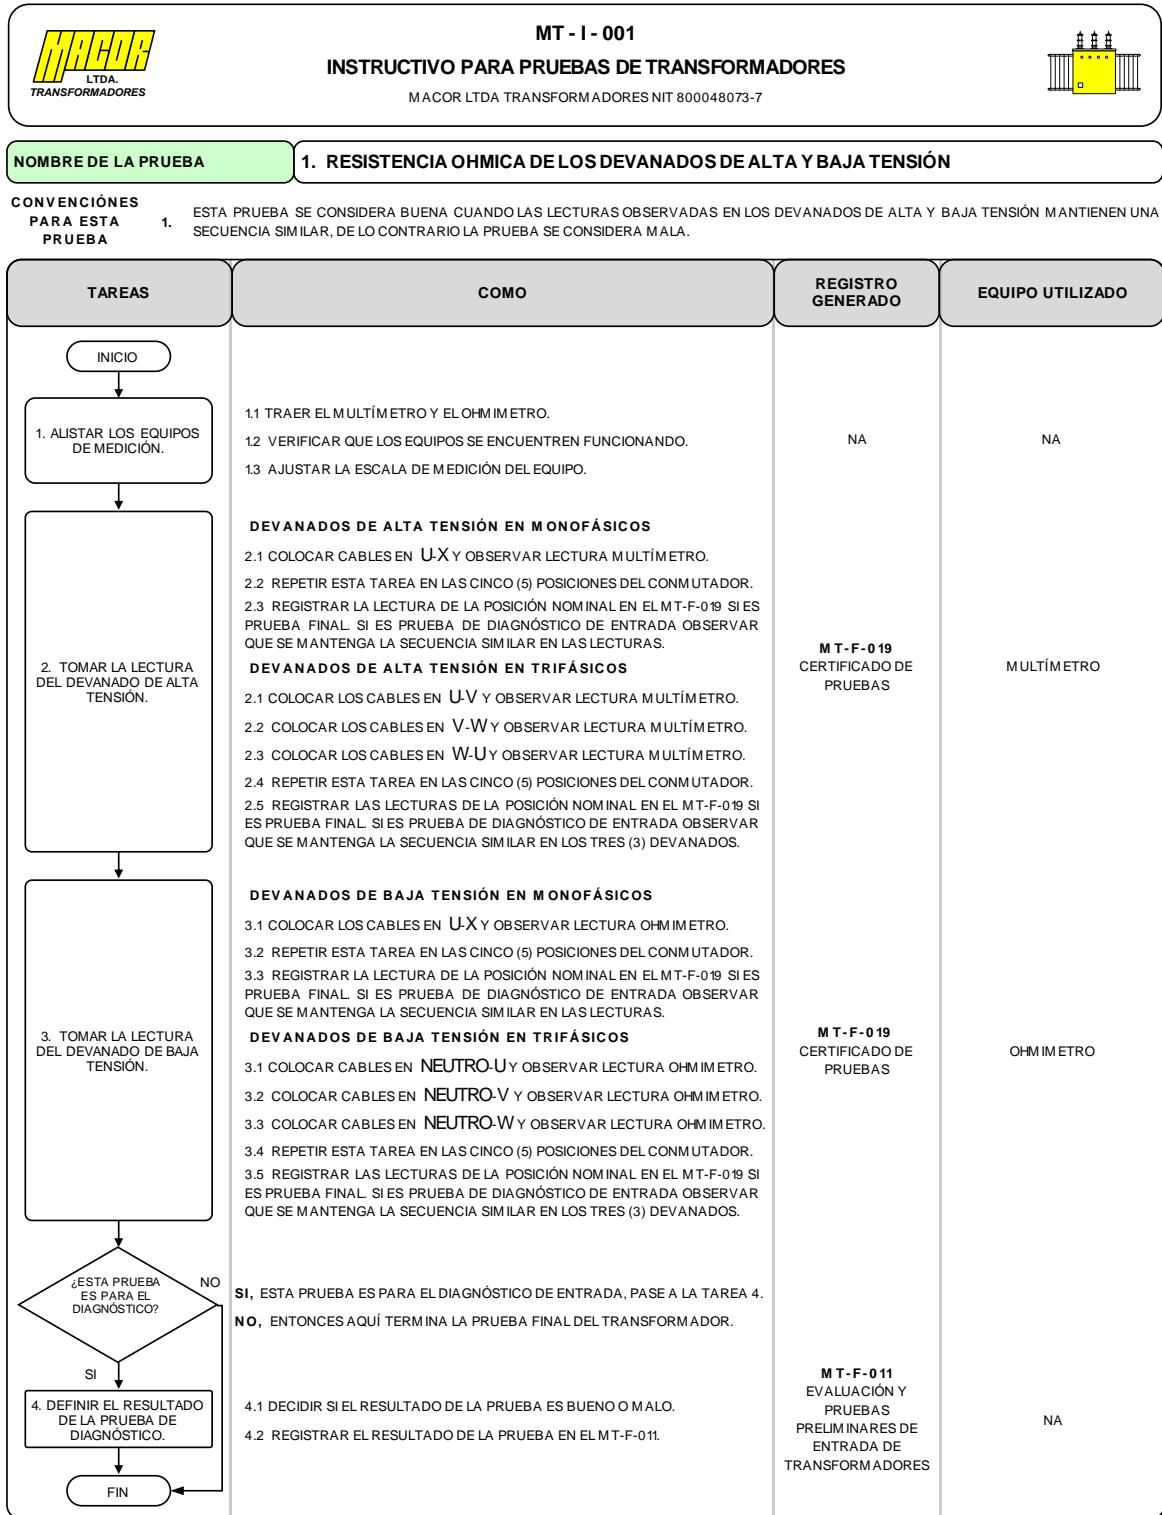 MACOR
LTDA.
TRANSFORMADORES
MT - I - 001
INSTRUCTIVO PARA PRUEBAS DE TRANSFORMADORES
MACOR LTDA TRANSFORMADORES NIT 800048073-7
NOMBRE DE LA PRUEBA
1. RESISTENCIA OHMICA DE LOS DEVANADOS DE ALTA Y BAJA TENSIÓN
CONVENCIÓNES
PARA ESTA
PRUEBA
1.
ESTA PRUEBA SE CONSIDERA BUENA CUANDO LAS LECTURAS OBSERVADAS EN LOS DEVANADOS DE ALTA Y BAJA TENSIÓN MANTIENEN UNA
SECUENCIA SIMILAR, DE LO CONTRARIO LA PRUEBA SE CONSIDERA MALA.
TAREAS
COMO
REGISTRO
GENERADO
EQUIPO UTILIZADO
INICIO
1. ALISTAR LOS EQUIPOS
DE MEDICIÓN.
1.1 TRAER EL MULTÍMETRO Y EL OHMIMETRO.
1.2 VERIFICAR QUE LOS EQUIPOS SE ENCUENTREN FUNCIONANDO.
1.3 AJUSTAR LA ESCALA DE MEDICIÓN DEL EQUIPO.
NA
NA
2. TOMAR LA LECTURA
DEL DEVANADO DE ALTA
TENSIÓN.
DEVANADOS DE ALTA TENSIÓN EN MONOFÁSICOS
2.1 COLOCAR CABLES EN U-X Y OBSERVAR LECTURA MULTÍMETRO.
2.2 REPETIR ESTA TAREA EN LAS CINCO (5) POSICIONES DEL CONMUTADOR.
2.3 REGISTRAR LA LECTURA DE LA POSICIÓN NOMINAL EN EL MT-F-019 SI ES
PRUEBA FINAL. SI ES PRUEBA DE DIAGNÓSTICO DE ENTRADA OBSERVAR
QUE SE MANTENGA LA SECUENCIA SIMILAR EN LAS LECTURAS.
DEVANADOS DE ALTA TENSIÓN EN TRIFÁSICOS
2.1 COLOCAR LOS CABLES EN U-V Y OBSERVAR LECTURA MULTÍMETRO.
2.2 COLOCAR LOS CABLES EN V-W Y OBSERVAR LECTURA MULTÍMETRO.
2.3 COLOCAR LOS CABLES EN W-U Y OBSERVAR LECTURA MULTÍMETRO.
2.4 REPETIR ESTA TAREA EN LAS CINCO (5) POSICIONES DEL CONMUTADOR.
2.5 REGISTRAR LAS LECTURAS DE LA POSICIÓN NOMINAL EN EL MT-F-019 SI
ES PRUEBA FINAL. SI ES PRUEBA DE DIAGNÓSTICO DE ENTRADA OBSERVAR
QUE SE MANTENGA LA SECUENCIA SIMILAR EN LOS TRES (3) DEVANADOS.
MT-F-019
CERTIFICADO DE
PRUEBAS
MULTÍMETRO
3. TOMAR LA LECTURA
DEL DEVANADO DE BAJA
TENSIÓN.
DEVANADOS DE BAJA TENSIÓN EN MONOFÁSICOS
3.1 COLOCAR LOS CABLES EN U-X Y OBSERVAR LECTURA OHMIMETRO.
3.2 REPETIR ESTA TAREA EN LAS CINCO (5) POSICIONES DEL CONMUTADOR.
3.3 REGISTRAR LA LECTURA DE LA POSICIÓN NOMINAL EN EL MT-F-019 SI ES
PRUEBA FINAL. SI ES PRUEBA DE DIAGNÓSTICO DE ENTRADA OBSERVAR
QUE SE MANTENGA LA SECUENCIA SIMILAR EN LAS LECTURAS.
DEVANADOS DE BAJA TENSIÓN EN TRIFÁSICOS
3.1 COLOCAR CABLES EN NEUTRO-U Y OBSERVAR LECTURA OHMIMETRO.
3.2 COLOCAR CABLES EN NEUTRO-V Y OBSERVAR LECTURA OHMIMETRO.
3.3 COLOCAR CABLES EN NEUTRO-W Y OBSERVAR LECTURA OHMIMETRO.
3.4 REPETIR ESTA TAREA EN LAS CINCO (5) POSICIONES DEL CONMUTADOR.
3.5 REGISTRAR LAS LECTURAS DE LA POSICIÓN NOMINAL EN EL MT-F-019 SI
ES PRUEBA FINAL. SI ES PRUEBA DE DIAGNÓSTICO DE ENTRADA OBSERVAR
QUE SE MANTENGA LA SECUENCIA SIMILAR EN LOS TRES (3) DEVANADOS.
MT-F-019
CERTIFICADO DE
PRUEBAS
OHMIMETRO
¿ESTA PRUEBA
ES PARA EL
DIAGNÓSTICO?
NO
SI
SI, ESTA PRUEBA ES PARA EL DIAGNÓSTICO DE ENTRADA, PASE A LA TAREA 4.
NO, ENTONCES AQUÍ TERMINA LA PRUEBA FINAL DEL TRANSFORMADOR.
4. DEFINIR EL RESULTADO
DE LA PRUEBA DE
DIAGNÓSTICO.
4.1 DECIDIR SI EL RESULTADO DE LA PRUEBA ES BUENO O MALO.
4.2 REGISTRAR EL RESULTADO DE LA PRUEBA EN EL MT-F-011.
MT-F-011
EVALUACIÓN Y
PRUEBAS
PRELIMINARES DE
ENTRADA DE
TRANSFORMADORES
NA
FIN